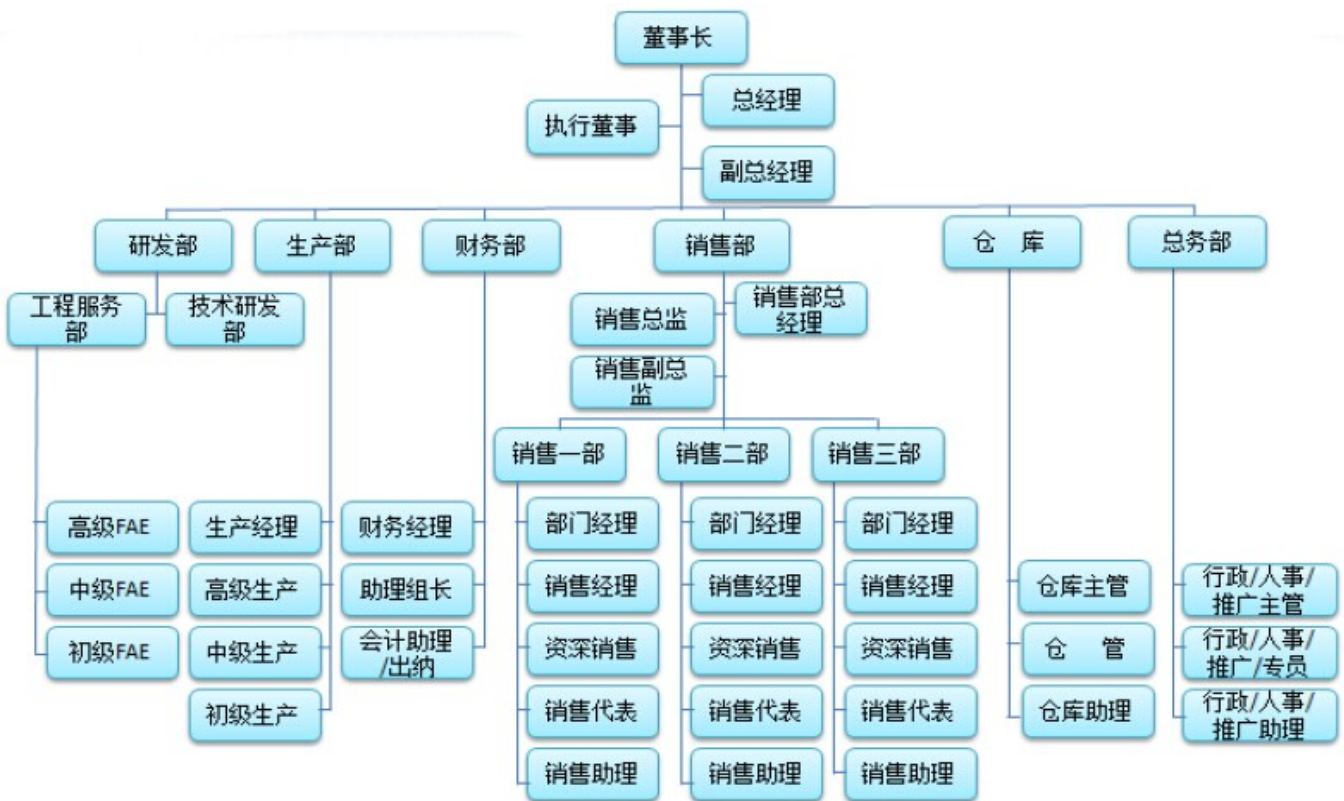 董事长
总经理
执行董事
副总经理
研发部
生产部
财务部
销售部
仓 库
总务部
工程服务
部
技术研发
部
销售总监
销售部总
经理
销售副总
监
销售一部
销售二部
销售三部
高级FAE
生产经理
财务经理
部门经理
部门经理
部门经理
中级FAE
高级生产
助理组长
销售经理
销售经理
销售经理
仓库主管
行政/人事/
推广主管
初级FAE
中级生产
会计助理
/出纳
资深销售
资深销售
资深销售
仓 管
行政/人事/
推广/专员
初级生产
销售代表
销售代表
销售代表
仓库助理
行政/人事/
推广助理
销售助理
销售助理
销售助理